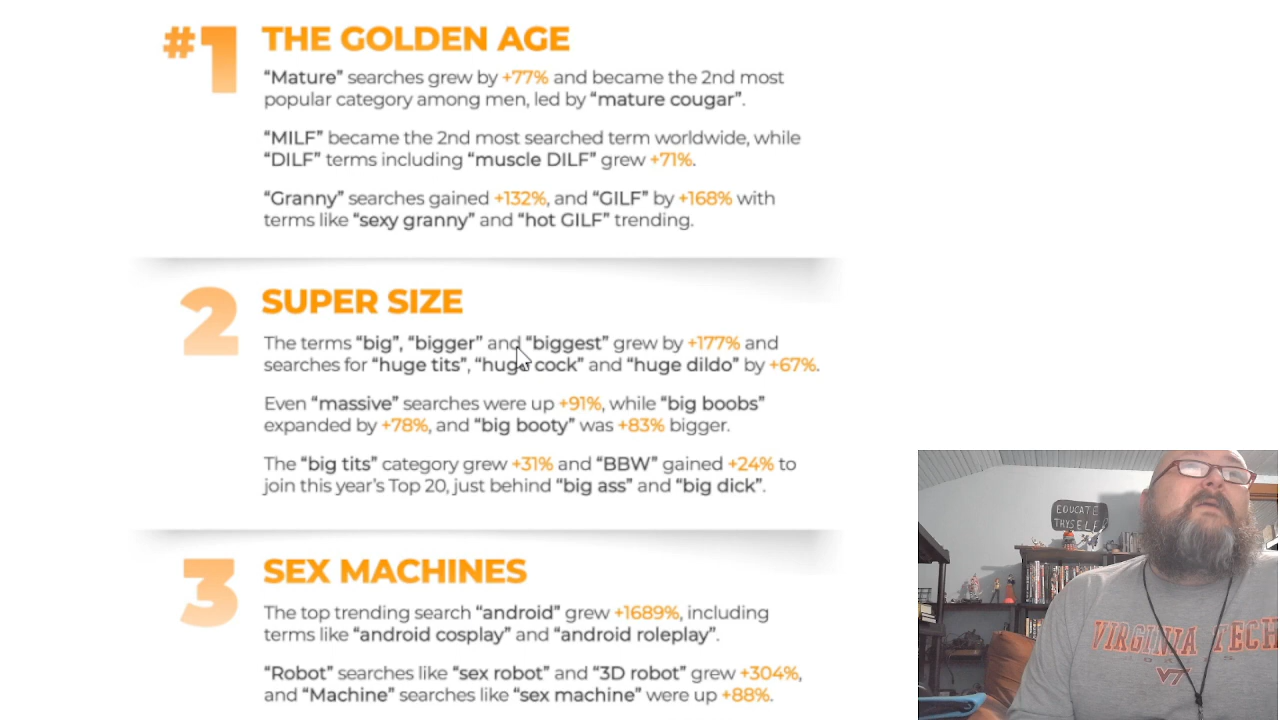 #1 THE GOLDEN AGE
“Mature” searches grew by +77% and became the 2nd most
popular category among men, led by “mature cougar”.
“MILF” became the 2nd most searched term worldwide, while
“DILF” terms including “muscle DILF” grew +71%.
“Granny” searches gained +132%, and “GILF” by +168% with
terms like “sexy granny” and “hot GILF” trending.
2 SUPER SIZE
The terms “big”, “bigger” and “biggest” grew by +177% and
searches for “huge tits”, “huge cock” and “huge dildo” by +67%.
Even “massive” searches were up +91%, while “big boobs”
expanded by +78%, and “big booty” was +83% bigger.
The “big tits” category grew +31% and “BBW” gained +24% to
join this year’s Top 20, just behind “big ass” and “big dick”.
3 SEX MACHINES
The top trending search “android” grew +1689%, including
terms like “android cosplay” and “android roleplay”.
“Robot” searches like “sex robot” and “3D robot” grew +304%,
and “Machine” searches like “sex machine” were up +88%.
EDUCATE
THYSELF
VIRGINIA TECH
VT